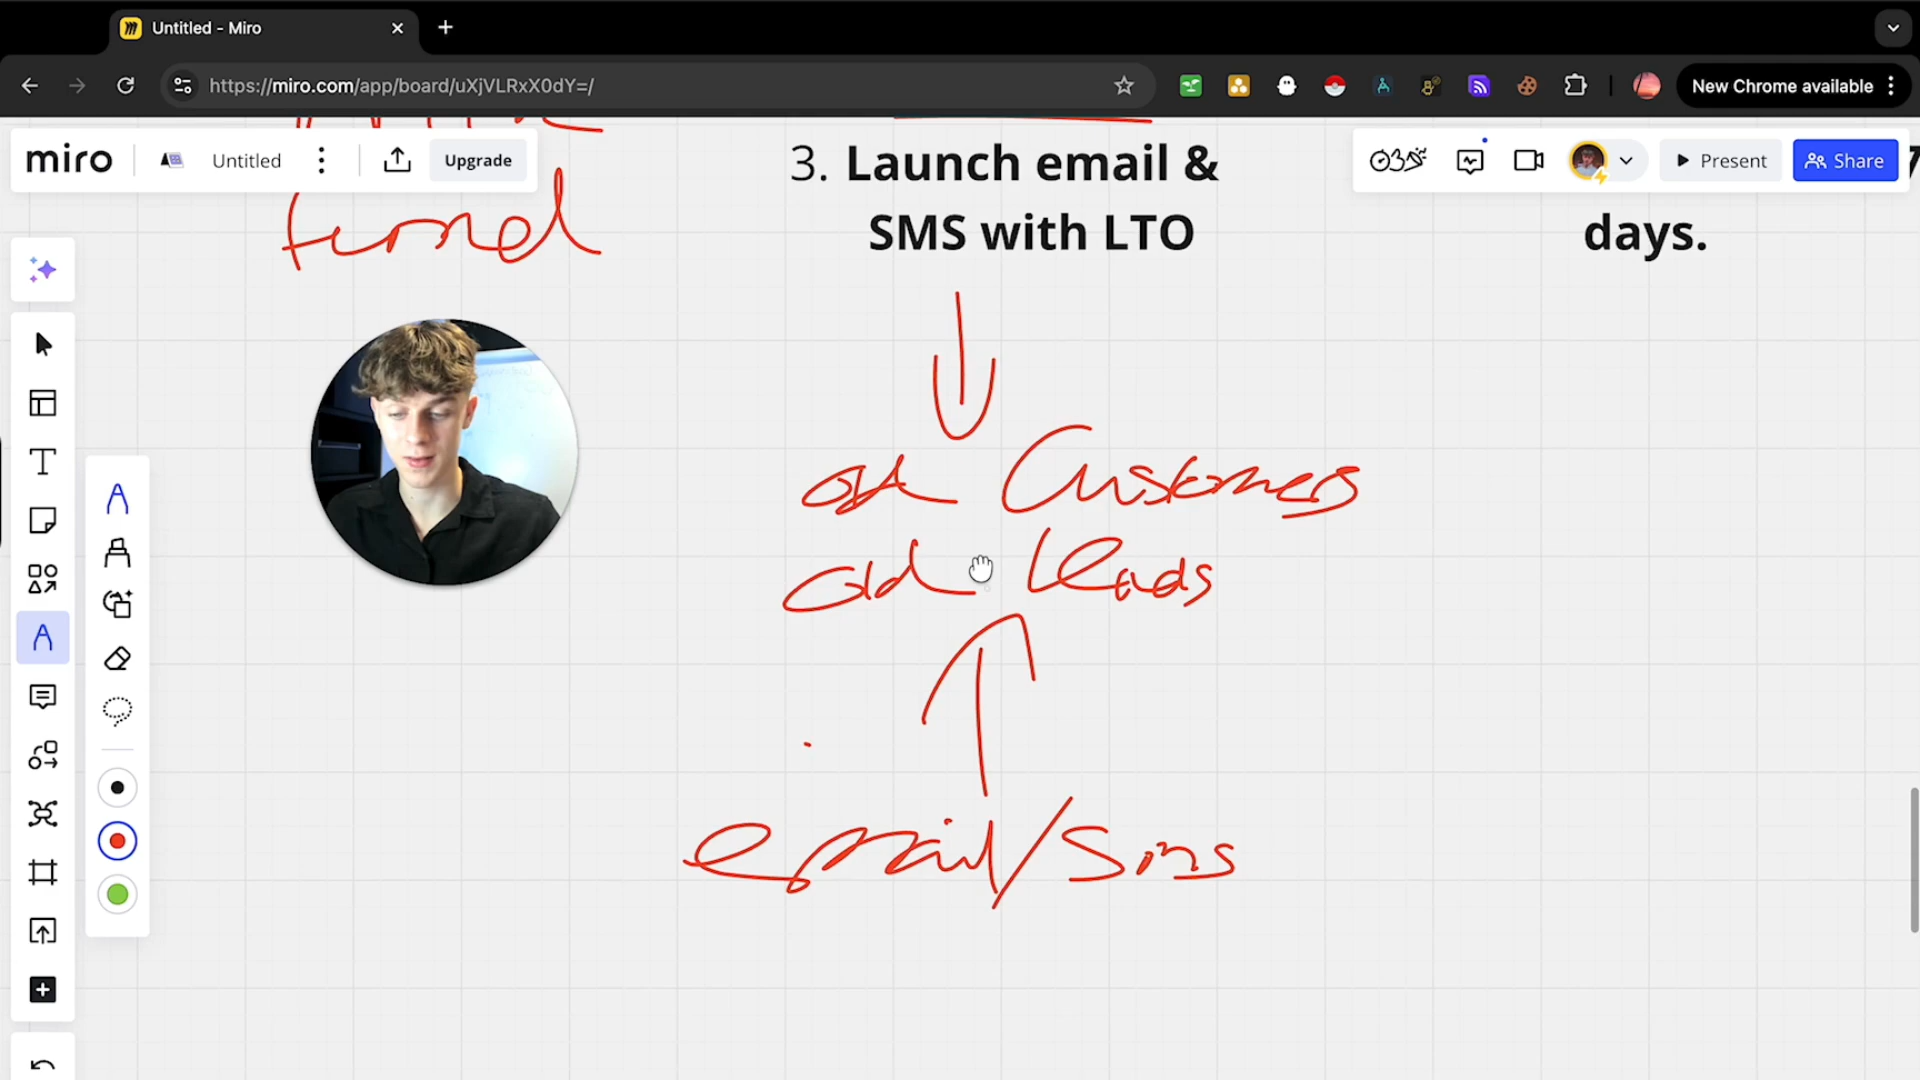 Untitled - Miro
https://miro.com/app/board/uXjVLRxX0dY=/
New Chrome available
miro
Untitled
Upgrade
Present
Share
3. Launch email &
SMS with LTO
days.
funnel
old Customers
old leads
email/Sms